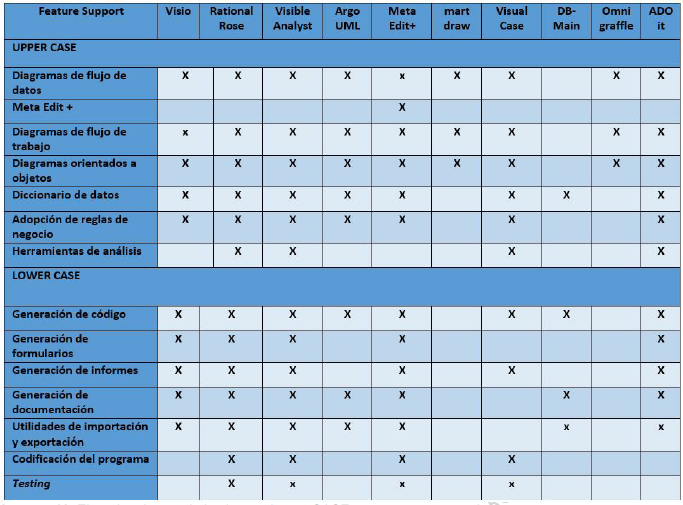 Feature Support Visio Rational Rose Visible Analyst Argo UML Meta Edit+ mart draw Visual Case DB-Main Omni graffle ADO it
UPPER CASE
Diagramas de flujo de datos X X X X x X X X X
Meta Edit + X
Diagramas de flujo de trabajo x X X X X X X X X
Diagramas orientados a objetos X X X X X X X X X
Diccionario de datos X X X X X X X X
Adopción de reglas de negocio X X X X X X X
Herramientas de análisis X X X X
LOWER CASE
Generación de código X X X X X X X X
Generación de formularios X X X X X
Generación de informes X X X X X X
Generación de documentación X X X X X X X
Utilidades de importación y exportación X X X X X x x
Codificación del programa X X X X
Testing X x x x